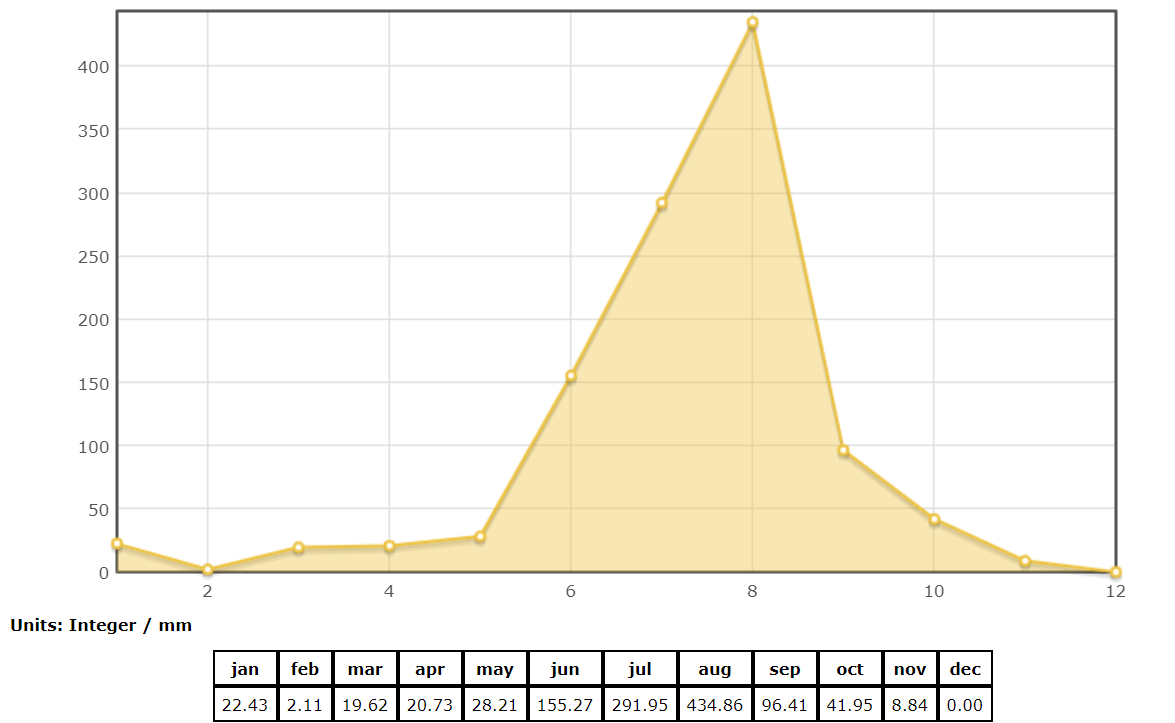 400
350
300
250
200
150
100
50
0
2 4 6 8 10 12
Units: Integer / mm
jan feb mar apr may jun jul aug sep oct nov dec
22.43 2.11 19.62 20.73 28.21 155.27 291.95 434.86 96.41 41.95 8.84 0.00